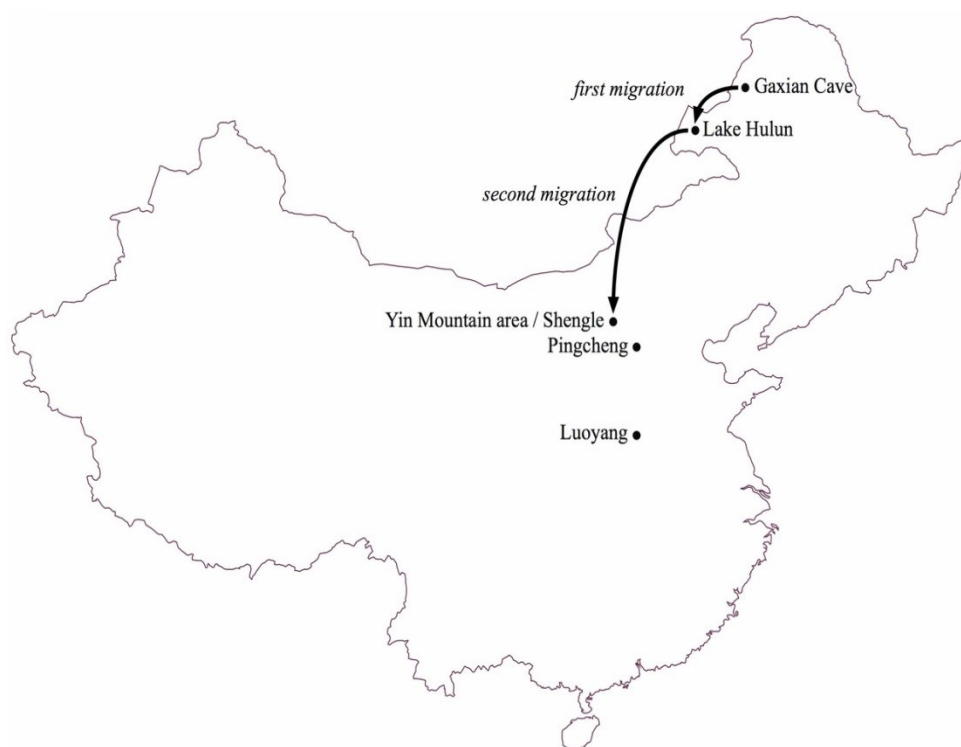 first migration
Gaxian Cave
Lake Hulun
second migration
Yin Mountain area / Shengle
Pingcheng
Luoyang